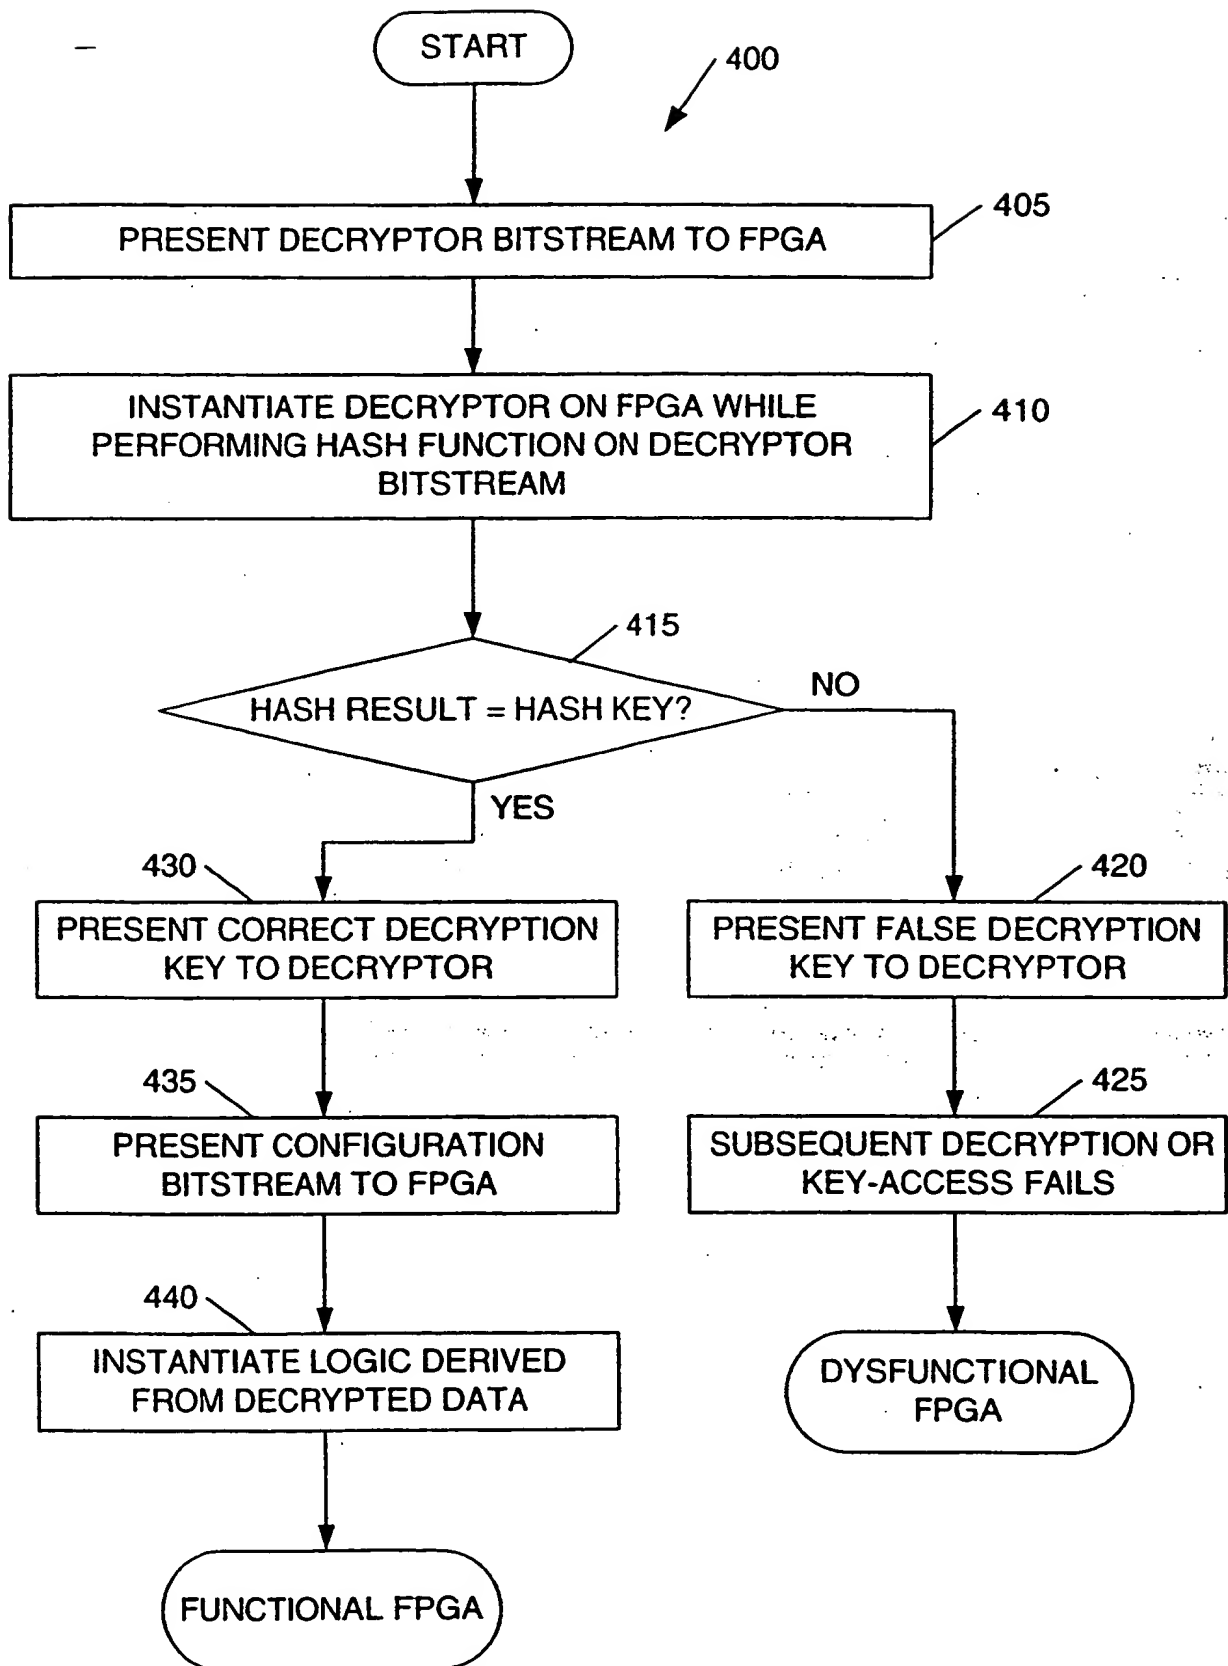 START
400
405
PRESENT DECRYPTOR BITSTREAM TO FPGA
410
INSTANTIATE DECRYPTOR ON FPGA WHILE
PERFORMING HASH FUNCTION ON DECRYPTOR
BITSTREAM
415
HASH RESULT = HASH KEY?
NO
YES
430
PRESENT CORRECT DECRYPTION
KEY TO DECRYPTOR
420
PRESENT FALSE DECRYPTION
KEY TO DECRYPTOR
435
PRESENT CONFIGURATION
BITSTREAM TO FPGA
425
SUBSEQUENT DECRYPTION OR
KEY-ACCESS FAILS
440
INSTANTIATE LOGIC DERIVED
FROM DECRYPTED DATA
DYSFUNCTIONAL
FPGA
FUNCTIONAL FPGA